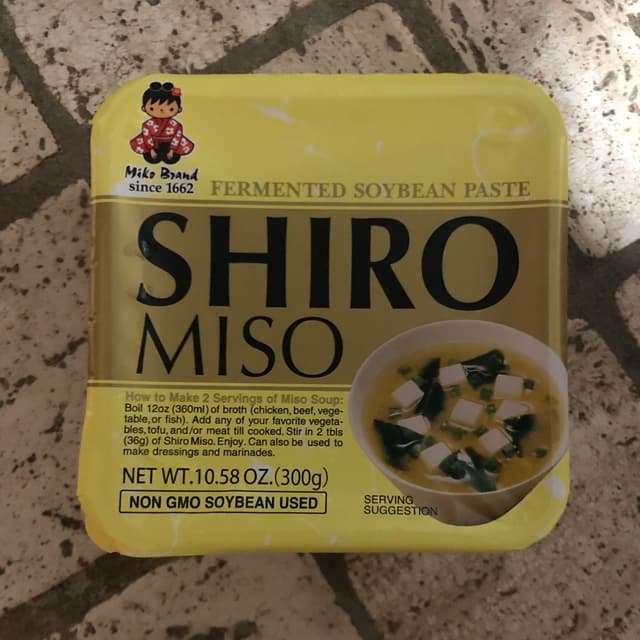 Miko Brand
since 1662
FERMENTED SOYBEAN PASTE
SHIRO
MISO
How to Make 2 Servings of Miso Soup:
Boil 12oz (360ml) of broth (chicken, beef, vege-
table, or fish). Add any of your favorite vegeta-
bles, tofu, and/or meat till cooked. Stir in 2 tbls
(36g) of Shiro Miso. Enjoy. Can also be used to
make dressings and marinades.
NET WT.10.58 OZ.(300g)
NON GMO SOYBEAN USED
SERVING
SUGGESTION